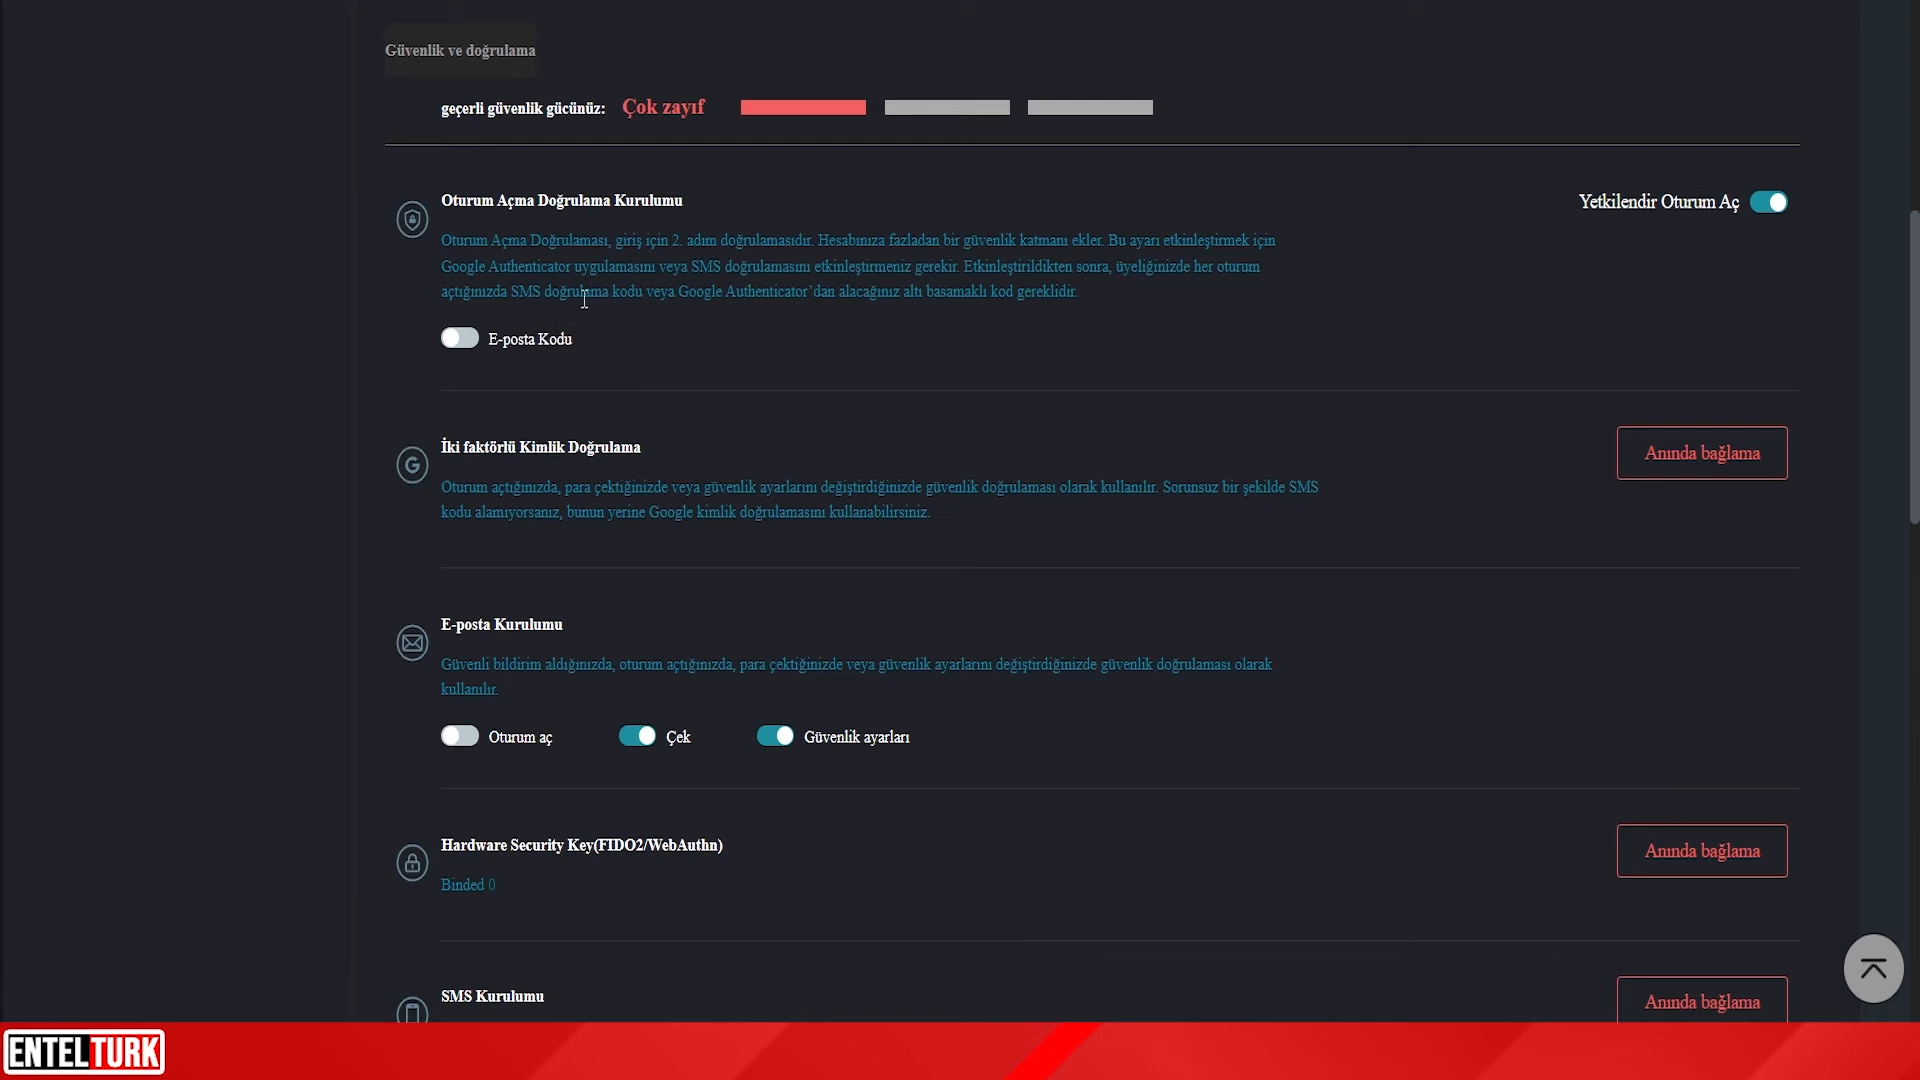 Güvenlik ve doğrulama
geçerli güvenlik gücünüz: Çok zayıf
Oturum Açma Doğrulama Kurulumu
Yetkilendir Oturum Aç
Oturum Açma Doğrulaması, giriş için 2. adım doğrulamasıdır. Hesabınıza fazladan bir güvenlik katmanı ekler. Bu ayarı etkinleştirmek için
Google Authenticator uygulamasını veya SMS doğrulamasını etkinleştirmeniz gerekir. Etkinleştirildikten sonra, üyeliğinizde her oturum
açtığınızda SMS doğrulama kodu veya Google Authenticator’dan alacağınız altı basamaklı kod gereklidir.
E-posta Kodu
İki faktörlü Kimlik Doğrulama
Anında bağlama
Oturum açtığınızda, para çektiğinizde veya güvenlik ayarlarını değiştirdiğinizde güvenlik doğrulaması olarak kullanılır. Sorunsuz bir şekilde SMS
kodu alamıyorsanız, bunun yerine Google kimlik doğrulamasını kullanabilirsiniz.
E-posta Kurulumu
Güvenli bildirim aldığınızda, oturum açtığınızda, para çektiğinizde veya güvenlik ayarlarını değiştirdiğinizde güvenlik doğrulaması olarak
kullanılır.
Oturum aç Çek Güvenlik ayarları
Hardware Security Key(FIDO2/WebAuthn)
Anında bağlama
Binded 0
SMS Kurulumu
Anında bağlama
ENTELTURK